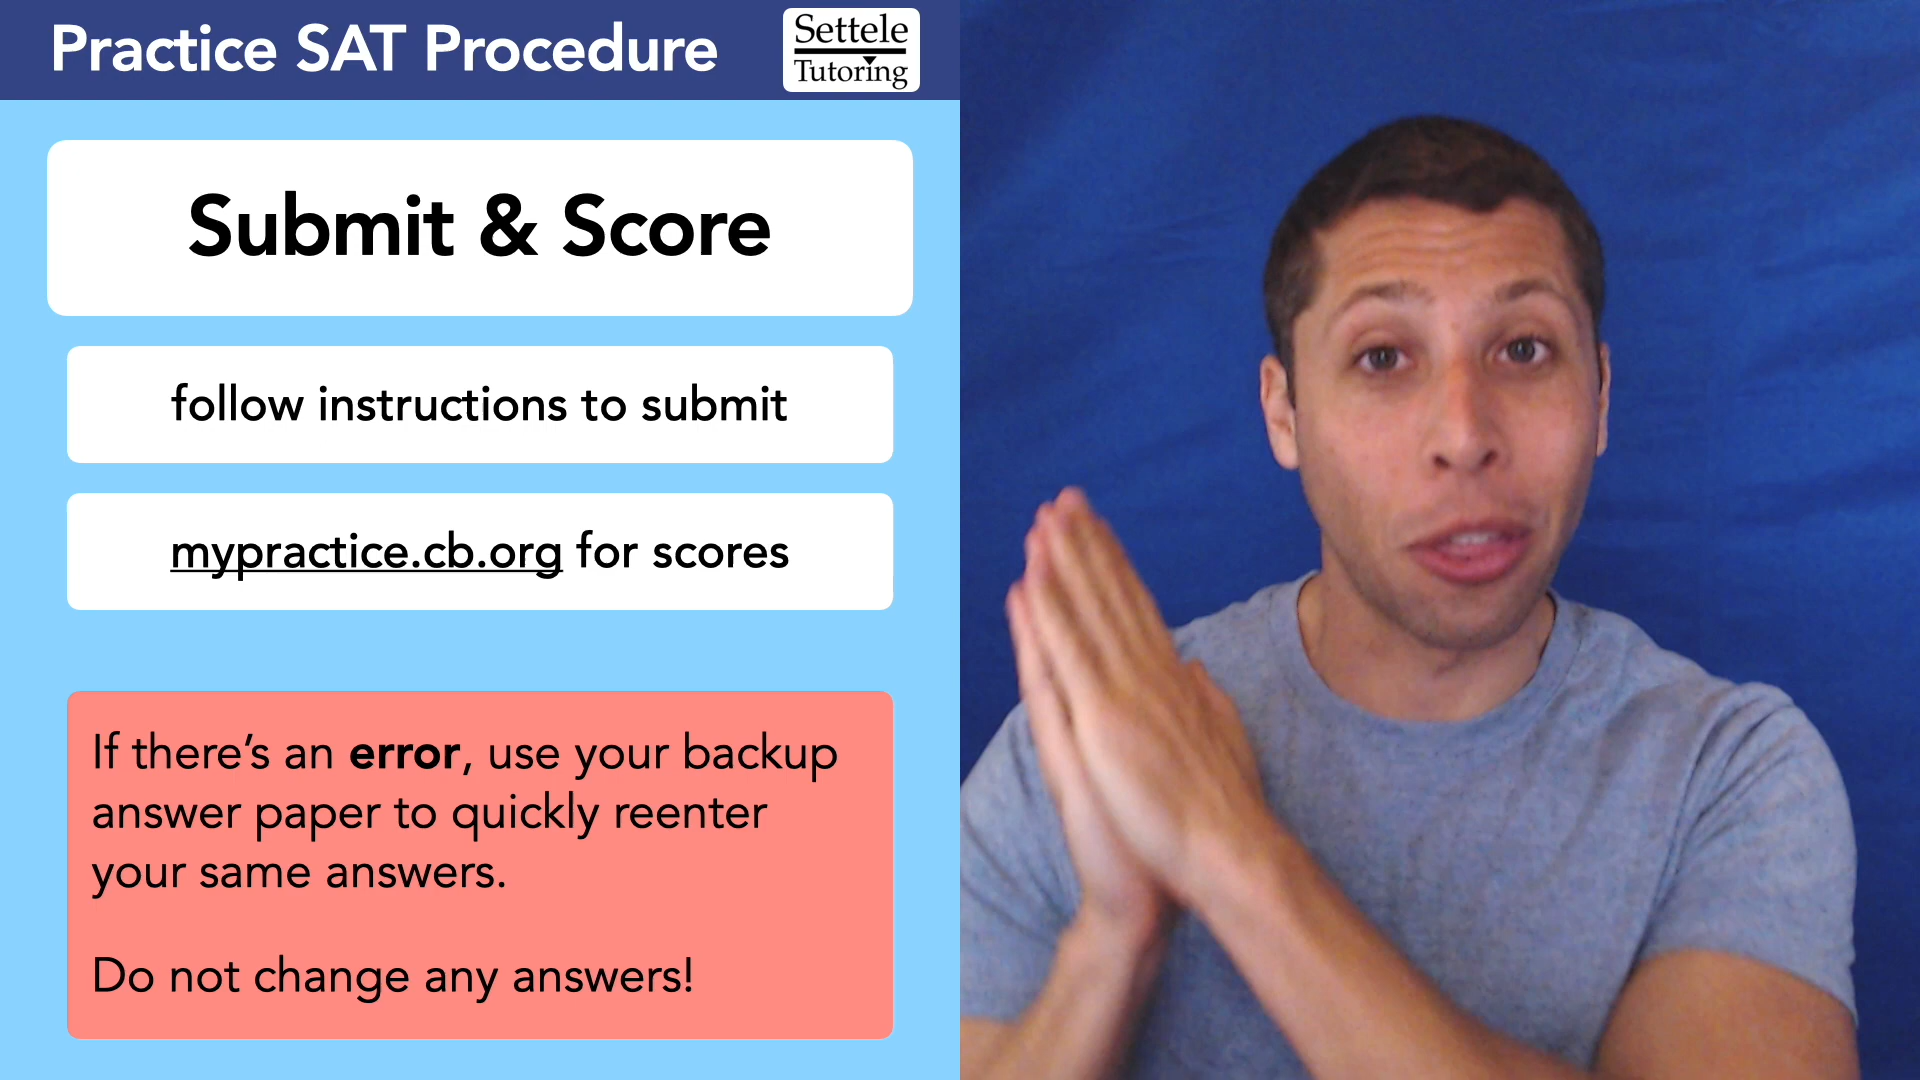 Practice SAT Procedure
Settele
Tutoring
Submit & Score
follow instructions to submit
mypractice.cb.org for scores
If there’s an error, use your backup
answer paper to quickly reenter
your same answers.
Do not change any answers!